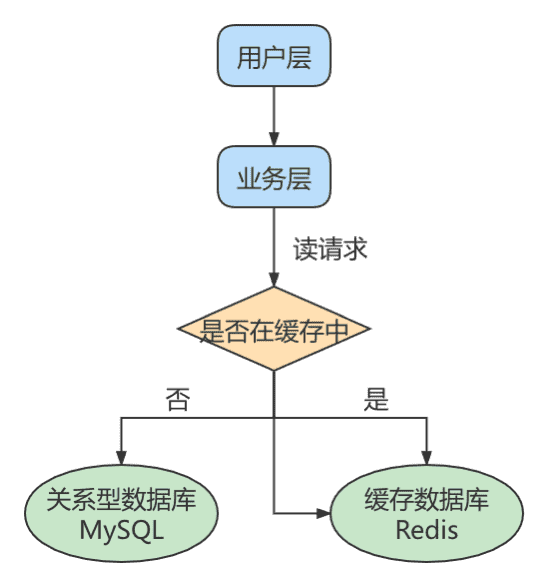 用户层
业务层
读请求
是否在缓存中
否
是
关系型数据库
MySQL
缓存数据库
Redis